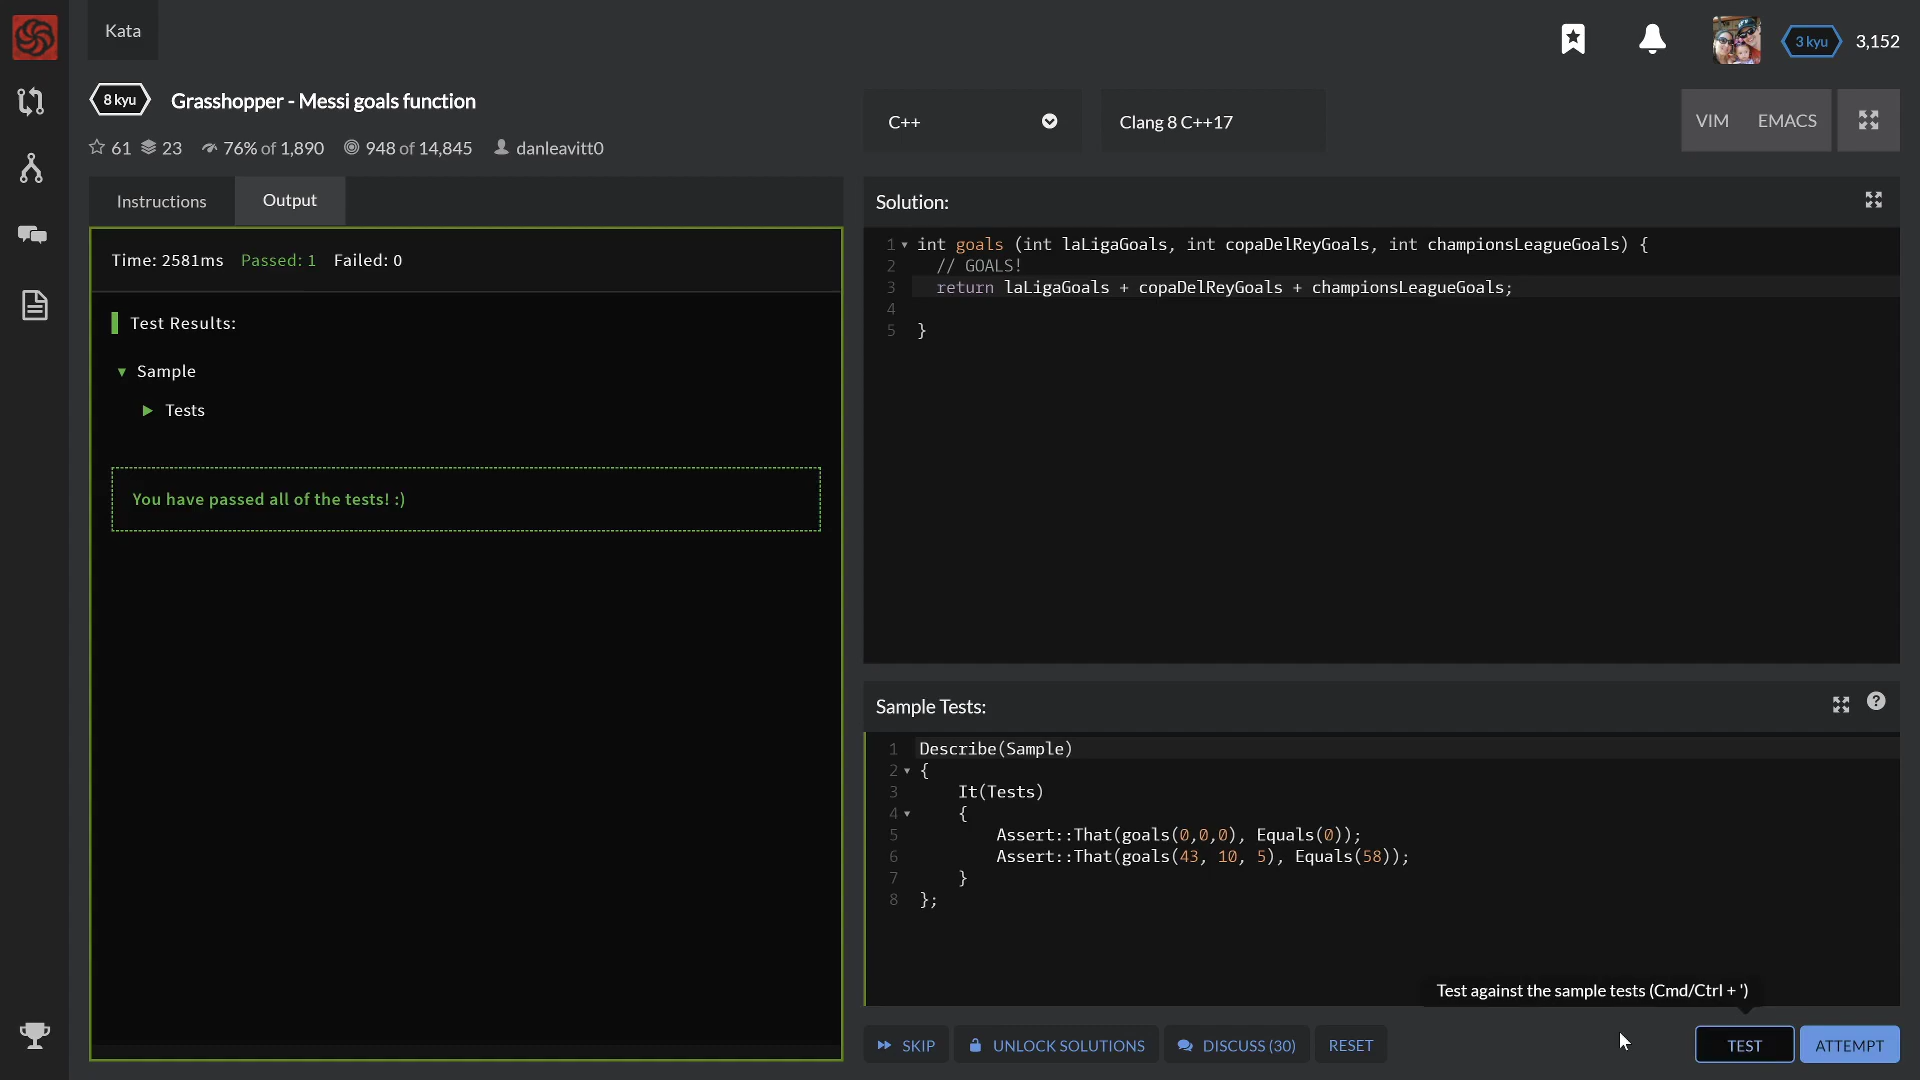 Kata
3 kyu 3,152
8 kyu Grasshopper - Messi goals function
61 23 76% of 1,890 948 of 14,845 danleavitt0
C++ Clang 8 C++17 VIM EMACS
Instructions Output
Time: 2581ms Passed: 1 Failed: 0
Test Results:
▼ Sample
▶ Tests
You have passed all of the tests! :)
Solution:
1 int goals (int laLigaGoals, int copaDelReyGoals, int championsLeagueGoals) {
2 // GOALS!
3 return laLigaGoals + copaDelReyGoals + championsLeagueGoals;
4
5 }
Sample Tests:
1 Describe(Sample)
2 {
3 It(Tests)
4 {
5 Assert::That(goals(0,0,0), Equals(0));
6 Assert::That(goals(43, 10, 5), Equals(58));
7 }
8 };
Test against the sample tests (Cmd/Ctrl + ')
SKIP UNLOCK SOLUTIONS DISCUSS (30) RESET TEST ATTEMPT